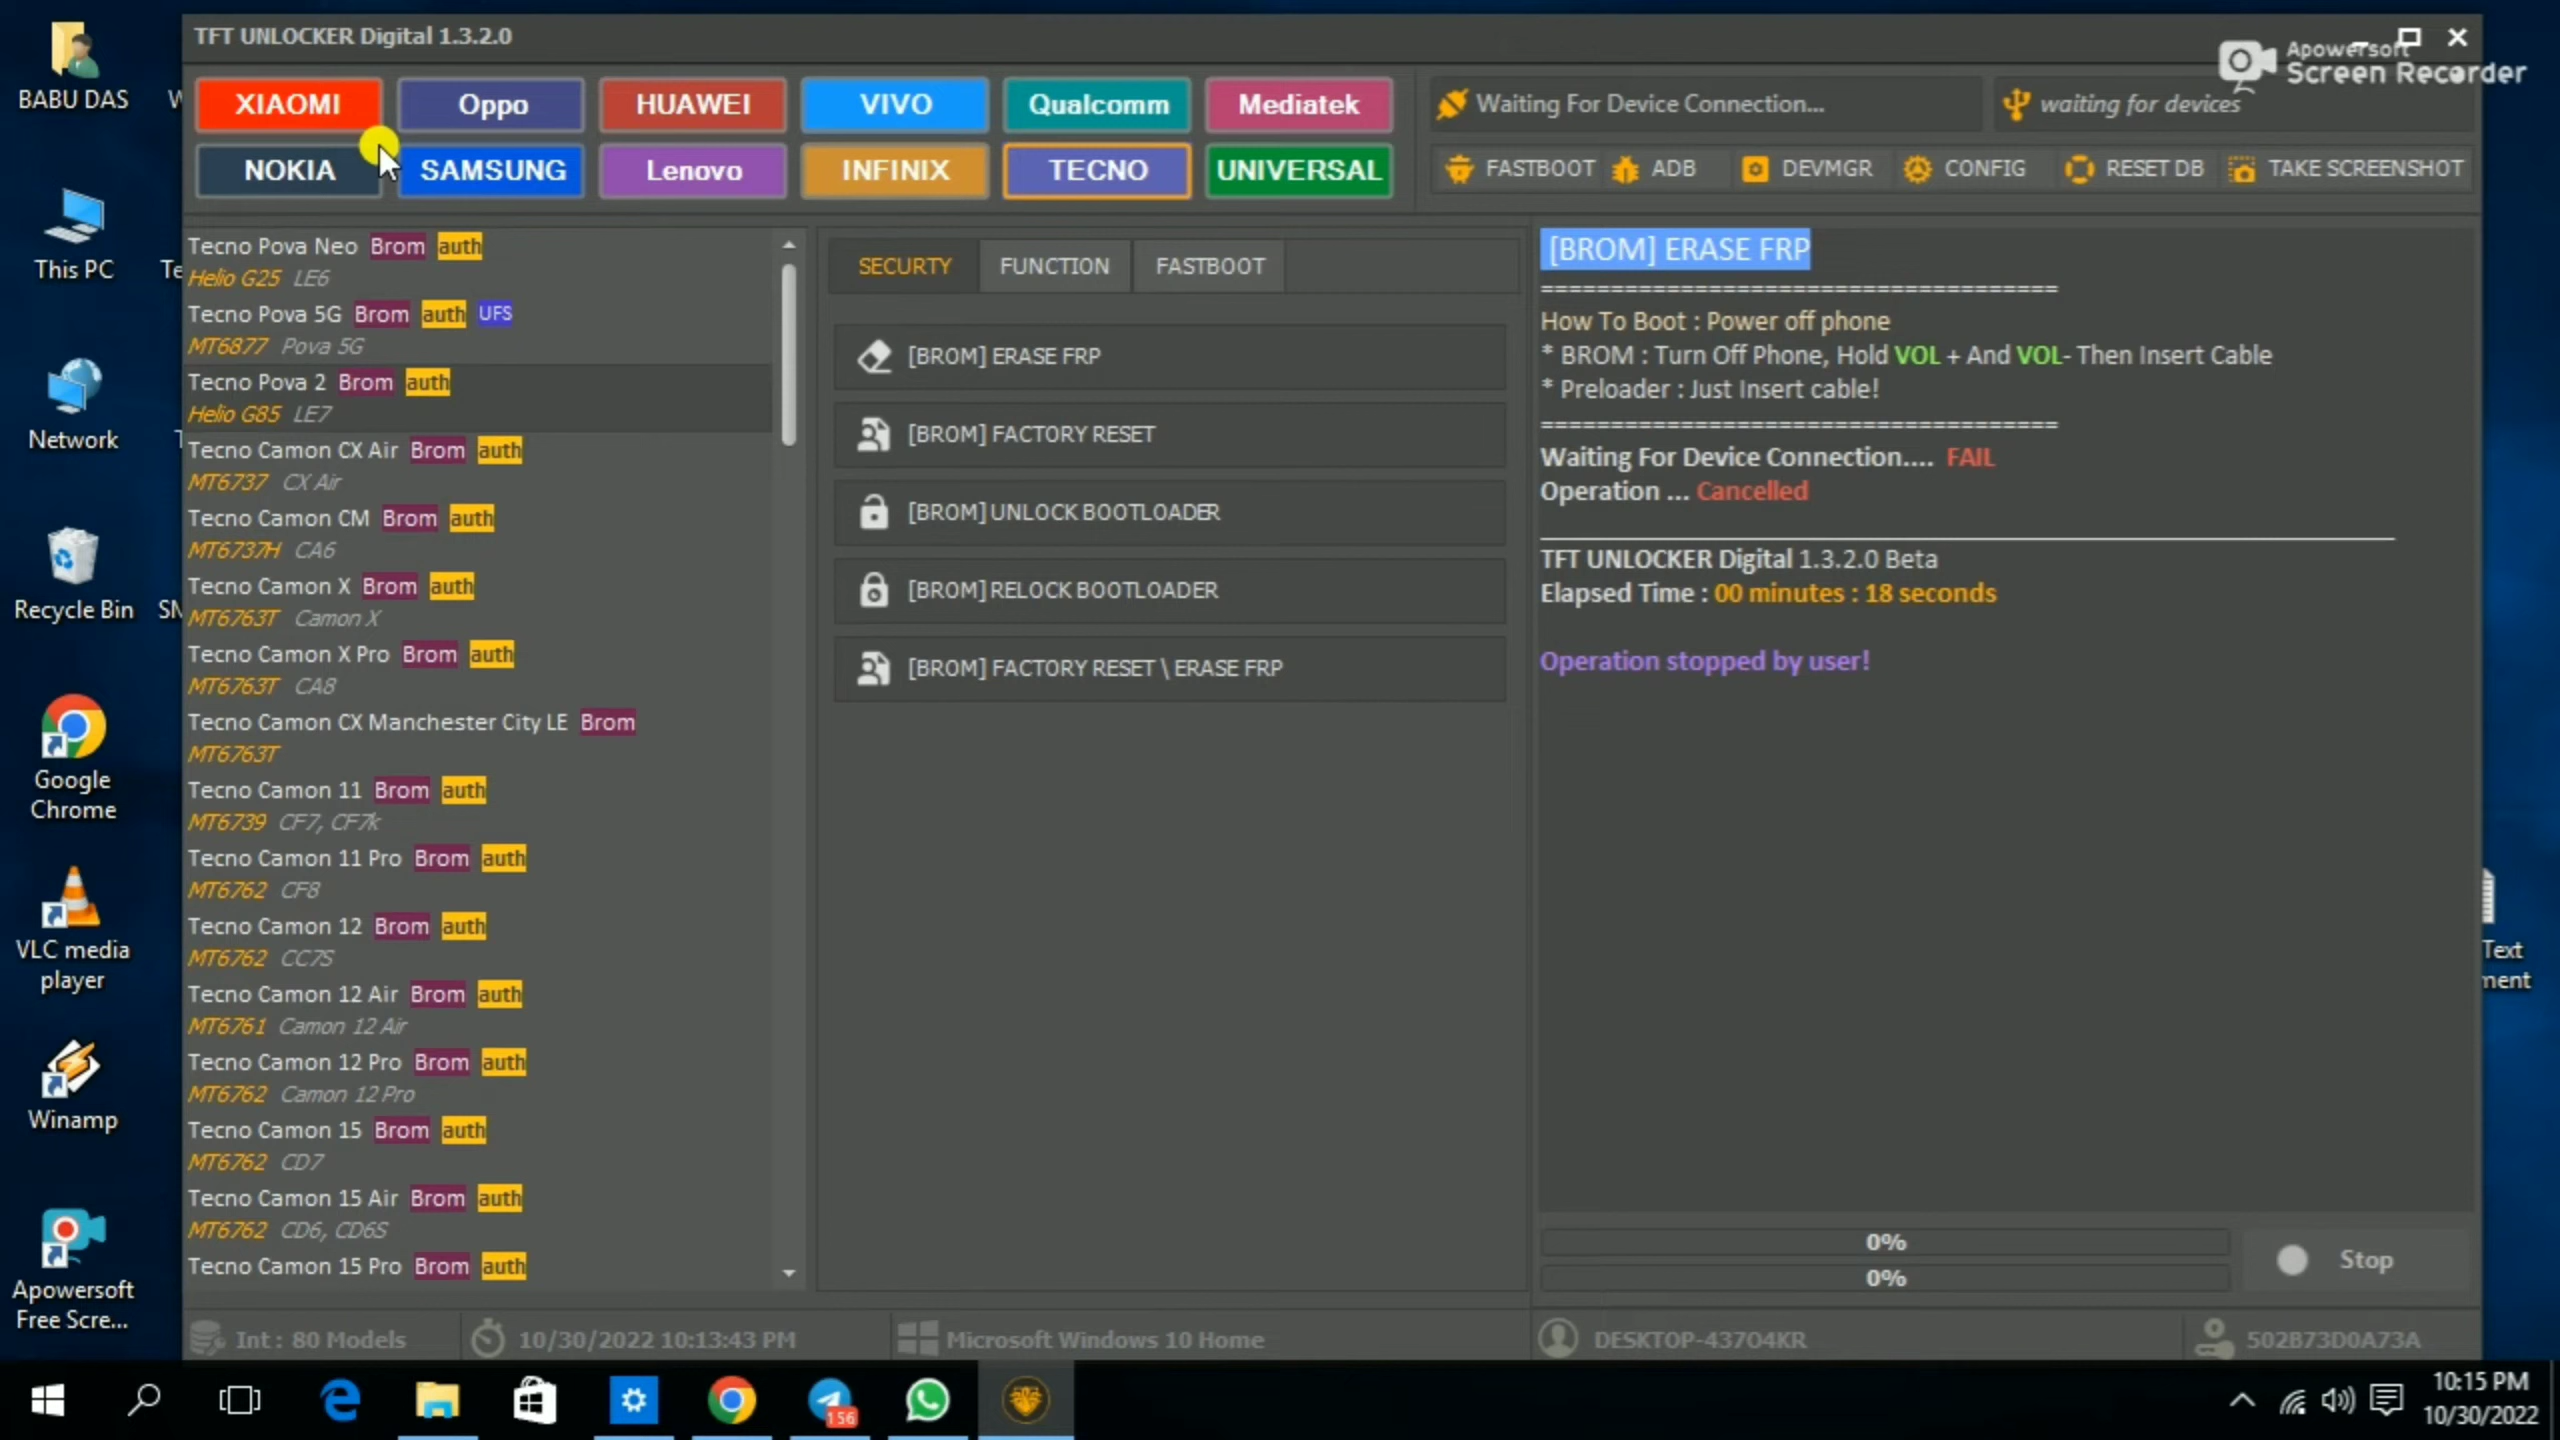 TFT UNLOCKER Digital 1.3.2.0
Apowersoft
Screen Recorder
XIAOMI Oppo HUAWEI VIVO Qualcomm Mediatek
NOKIA SAMSUNG Lenovo INFINIX TECNO UNIVERSAL
Waiting For Device Connection... waiting for devices
FASTBOOT ADB DEVMGR CONFIG RESET DB TAKE SCREENSHOT
BABU DAS
This PC
Network
Recycle Bin
Google
Chrome
VLC media
player
Winamp
Apowersoft
Free Scre...
Tecno Pova Neo Brom auth
Helio G25 LE6
Tecno Pova 5G Brom auth UFS
MT6877 Pova 5G
Tecno Pova 2 Brom auth
Helio G85 LE7
Tecno Camon CX Air Brom auth
MT6737 CX Air
Tecno Camon CM Brom auth
MT6737H CA6
Tecno Camon X Brom auth
MT6763T Camon X
Tecno Camon X Pro Brom auth
MT6763T CA8
Tecno Camon CX Manchester City LE Brom
MT6763T
Tecno Camon 11 Brom auth
MT6739 CF7, CF7k
Tecno Camon 11 Pro Brom auth
MT6762 CF8
Tecno Camon 12 Brom auth
MT6762 CC7S
Tecno Camon 12 Air Brom auth
MT6761 Camon 12 Air
Tecno Camon 12 Pro Brom auth
MT6762 Camon 12 Pro
Tecno Camon 15 Brom auth
MT6762 CD7
Tecno Camon 15 Air Brom auth
MT6762 CD6, CD6S
Tecno Camon 15 Pro Brom auth
SECURTY FUNCTION FASTBOOT
[BROM] ERASE FRP
[BROM] FACTORY RESET
[BROM] UNLOCK BOOTLOADER
[BROM] RELOCK BOOTLOADER
[BROM] FACTORY RESET \ ERASE FRP
[BROM] ERASE FRP
=====================================
How To Boot : Power off phone
* BROM : Turn Off Phone, Hold VOL + And VOL- Then Insert Cable
* Preloader : Just Insert cable!
=====================================
Waiting For Device Connection.... FAIL
Operation ... Cancelled
TFT UNLOCKER Digital 1.3.2.0 Beta
Elapsed Time : 00 minutes : 18 seconds
Operation stopped by user!
0%
0%
Stop
Text
Int : 80 Models 10/30/2022 10:13:43 PM Microsoft Windows 10 Home DESKTOP-437O4KR 502B73D0A73A
156
10:15 PM
10/30/2022